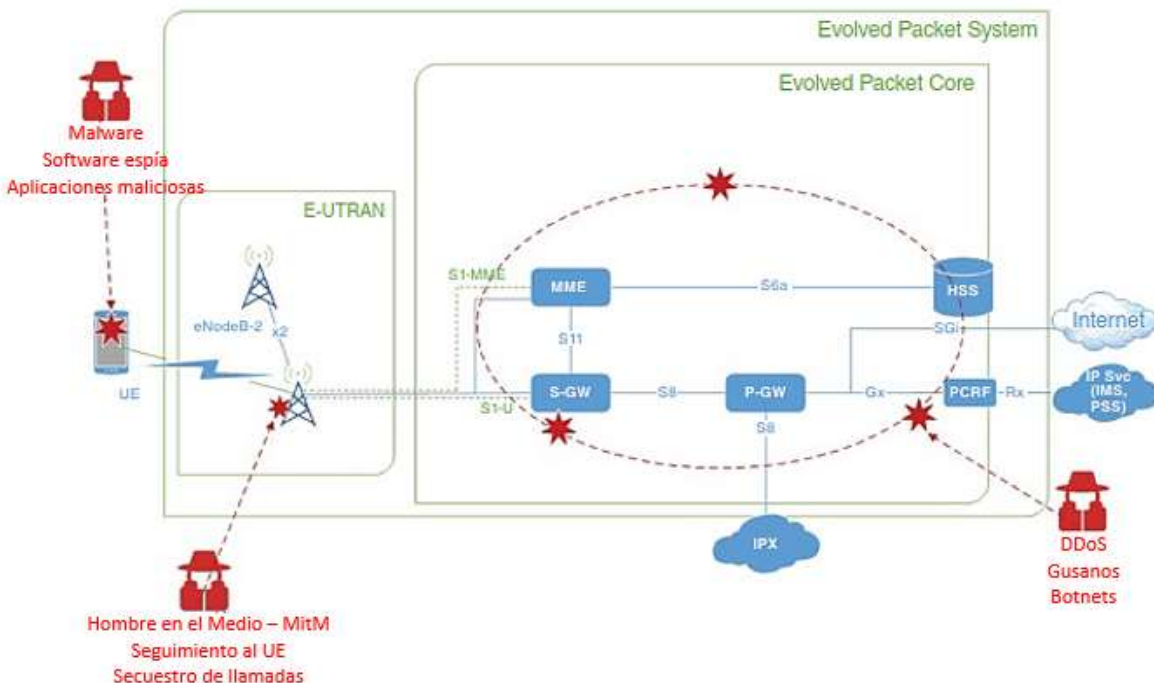 Evolved Packet System
Evolved Packet Core
Malware
Software espía
Aplicaciones maliciosas
E-UTRAN
S1-MME
MME
S6a
HSS
eNodeB-2
x2
S11
SGi
Internet
UE
S1-U
S-GW
S8
P-GW
Gx
PCRF
Rx
IP Svc
(IMS,
PSS)
S8
IPX
DDoS
Gusanos
Botnets
Hombre en el Medio – MitM
Seguimiento al UE
Secuestro de llamadas